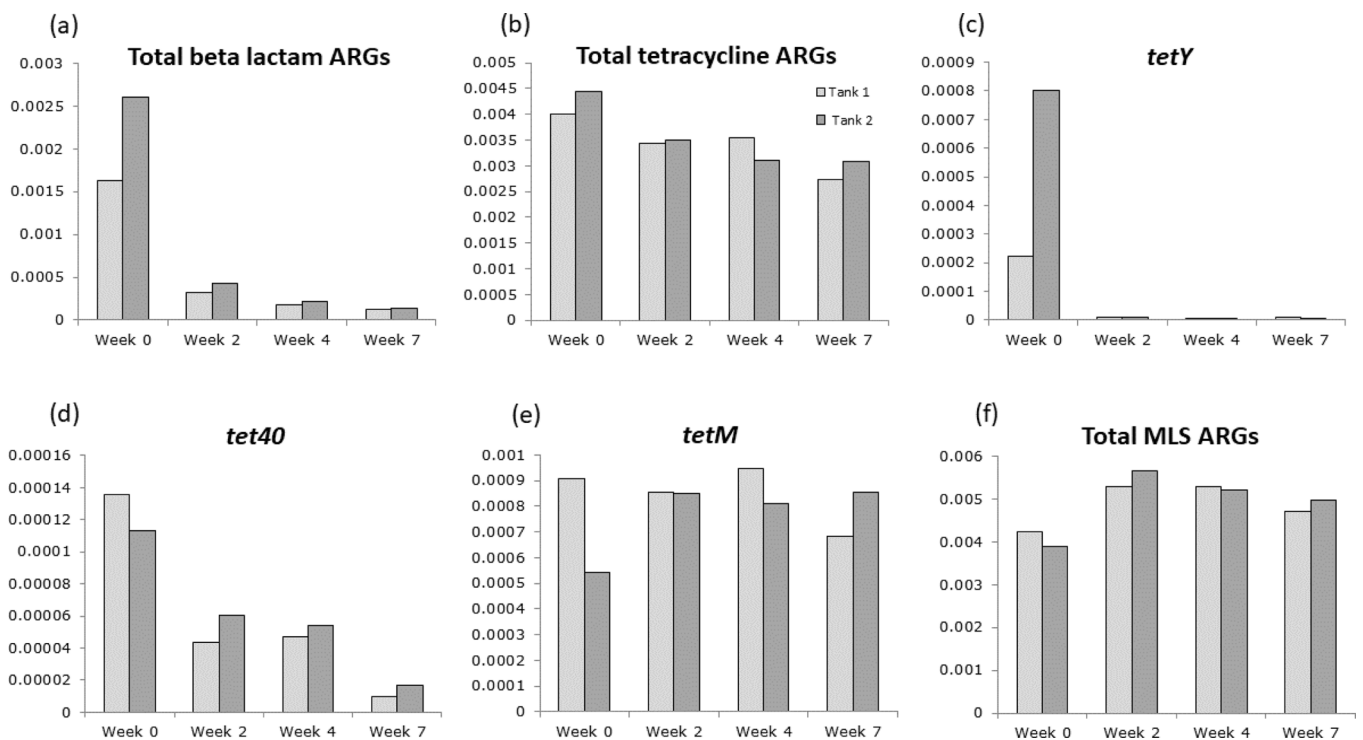 (a)
Total beta lactam ARGs
0.003
0.0025
0.002
0.0015
0.001
0.0005
0
Week 0 Week 2 Week 4 Week 7
(b)
Total tetracycline ARGs
0.005
0.0045
0.004
0.0035
0.003
0.0025
0.002
0.0015
0.001
0.0005
0
Tank 1
Tank 2
Week 0 Week 2 Week 4 Week 7
(c)
tetY
0.0009
0.0008
0.0007
0.0006
0.0005
0.0004
0.0003
0.0002
0.0001
0
Week 0 Week 2 Week 4 Week 7
(d)
tet40
0.00016
0.00014
0.00012
0.0001
0.00008
0.00006
0.00004
0.00002
0
Week 0 Week 2 Week 4 Week 7
(e)
tetM
0.001
0.0009
0.0008
0.0007
0.0006
0.0005
0.0004
0.0003
0.0002
0.0001
0
Week 0 Week 2 Week 4 Week 7
(f)
Total MLS ARGs
0.006
0.005
0.004
0.003
0.002
0.001
0
Week 0 Week 2 Week 4 Week 7